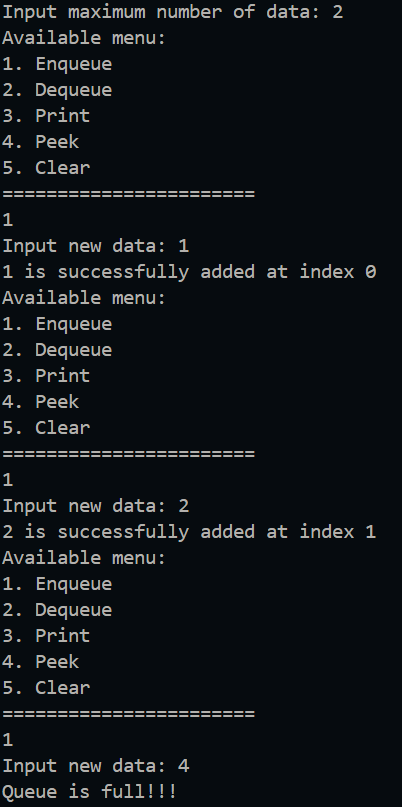 Input maximum number of data: 2
Available menu:
1. Enqueue
2. Dequeue
3. Print
4. Peek
5. Clear
=======================
1
Input new data: 1
1 is successfully added at index 0
Available menu:
1. Enqueue
2. Dequeue
3. Print
4. Peek
5. Clear
=======================
1
Input new data: 2
2 is successfully added at index 1
Available menu:
1. Enqueue
2. Dequeue
3. Print
4. Peek
5. Clear
=======================
1
Input new data: 4
Queue is full!!!